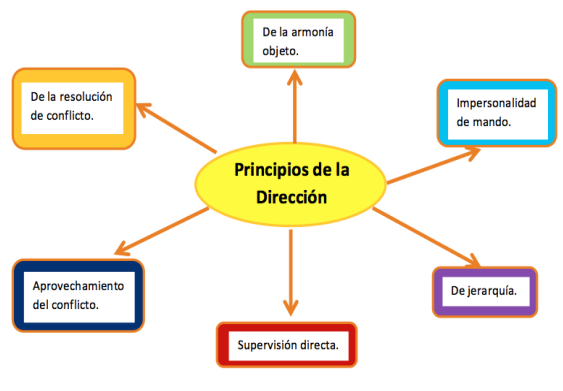 De la armonía
objeto.
De la resolución
de conflicto.
Impersonalidad
de mando.
Principios de la
Dirección
Aprovechamiento
del conflicto.
De jerarquía.
Supervisión directa.